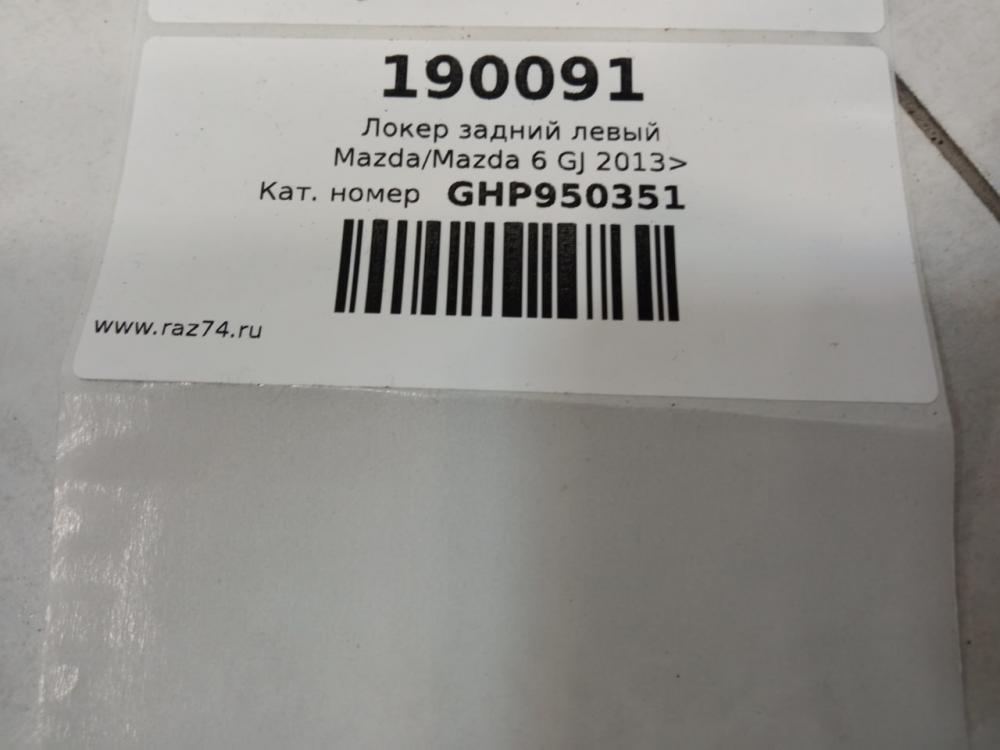 190091
Локер задний левый
Mazda/Mazda 6 GJ 2013>
Кат. номер GHP950351
www.raz74.ru